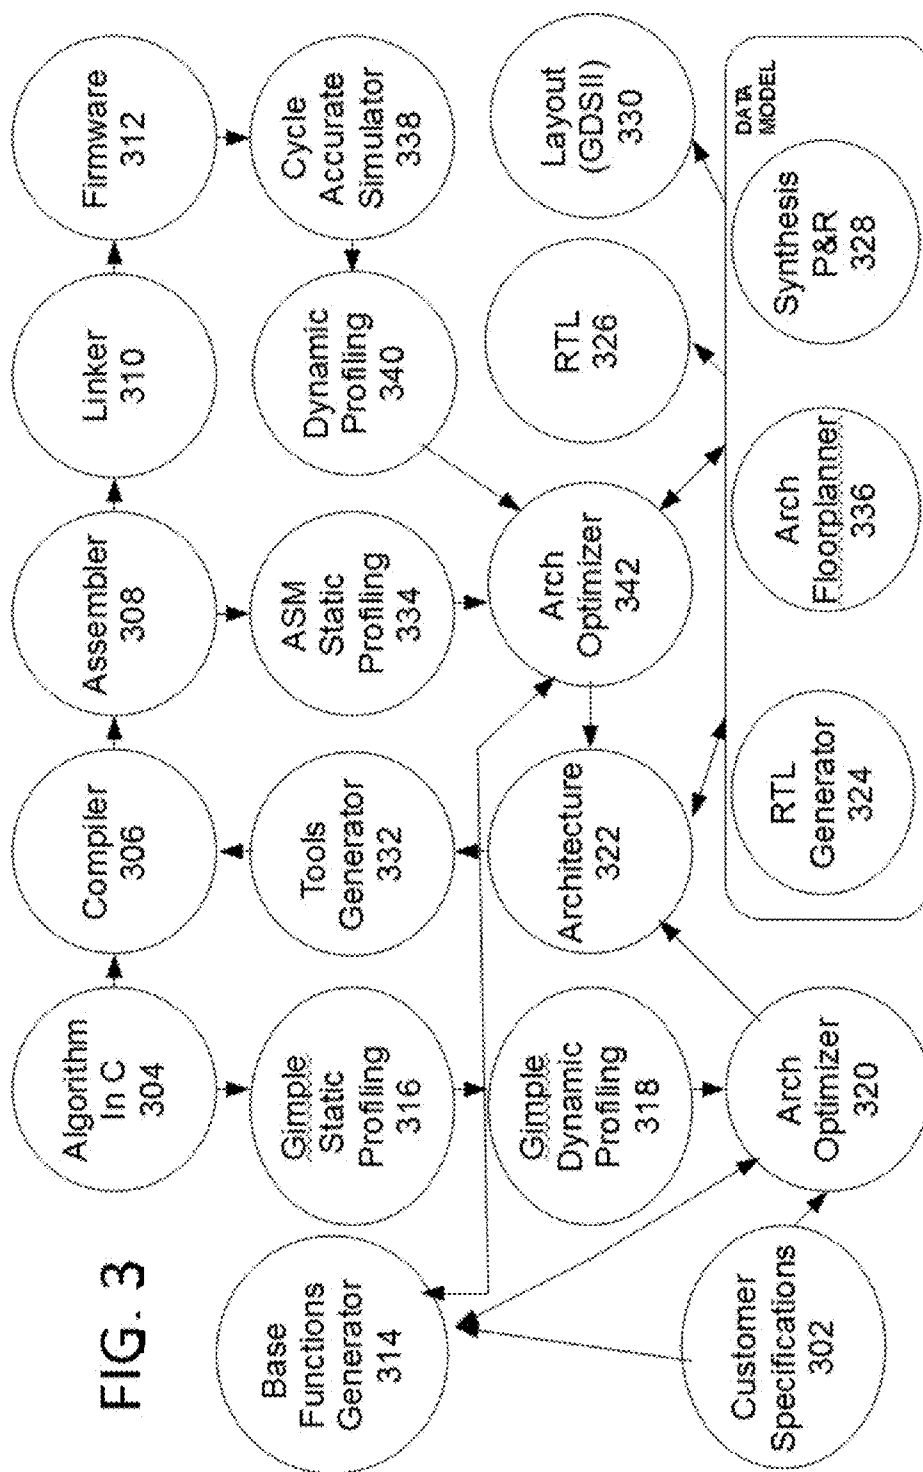 FIG. 3
Algorithm
In C
304
Compiler
306
Assembler
308
Linker
310
Firmware
312
Base
Functions
Generator
314
Gimple
Static
Profiling
316
Tools
Generator
332
ASM
Static
Profiling
334
Dynamic
Profiling
340
Cycle
Accurate
Simulator
338
Gimple
Dynamic
Profiling
318
Architecture
322
Arch
Optimizer
342
RTL
326
Layout
(GDSII)
330
Customer
Specifications
302
Arch
Optimizer
320
RTL
Generator
324
Arch
Floorplanner
336
Synthesis
P&R
328
DATA
MODEL